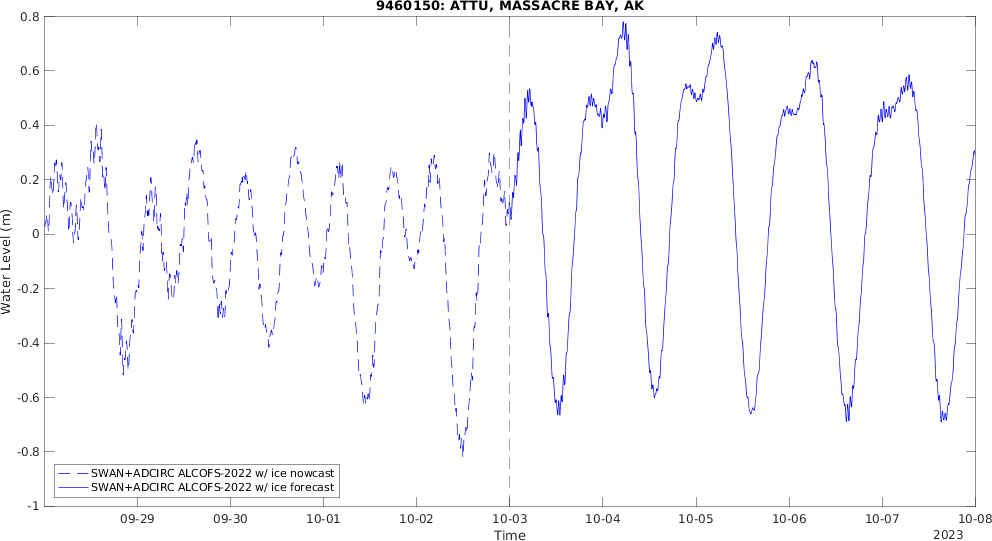 9460150: ATTU, MASSACRE BAY, AK
0.8
0.6
0.4
0.2
0
-0.2
-0.4
-0.6
-0.8
-1
Water Level (m)
SWAN+ADCIRC ALCOFS-2022 w/ ice nowcast
SWAN+ADCIRC ALCOFS-2022 w/ ice forecast
09-29 09-30 10-01 10-02 10-03 10-04 10-05 10-06 10-07 10-08
Time
2023